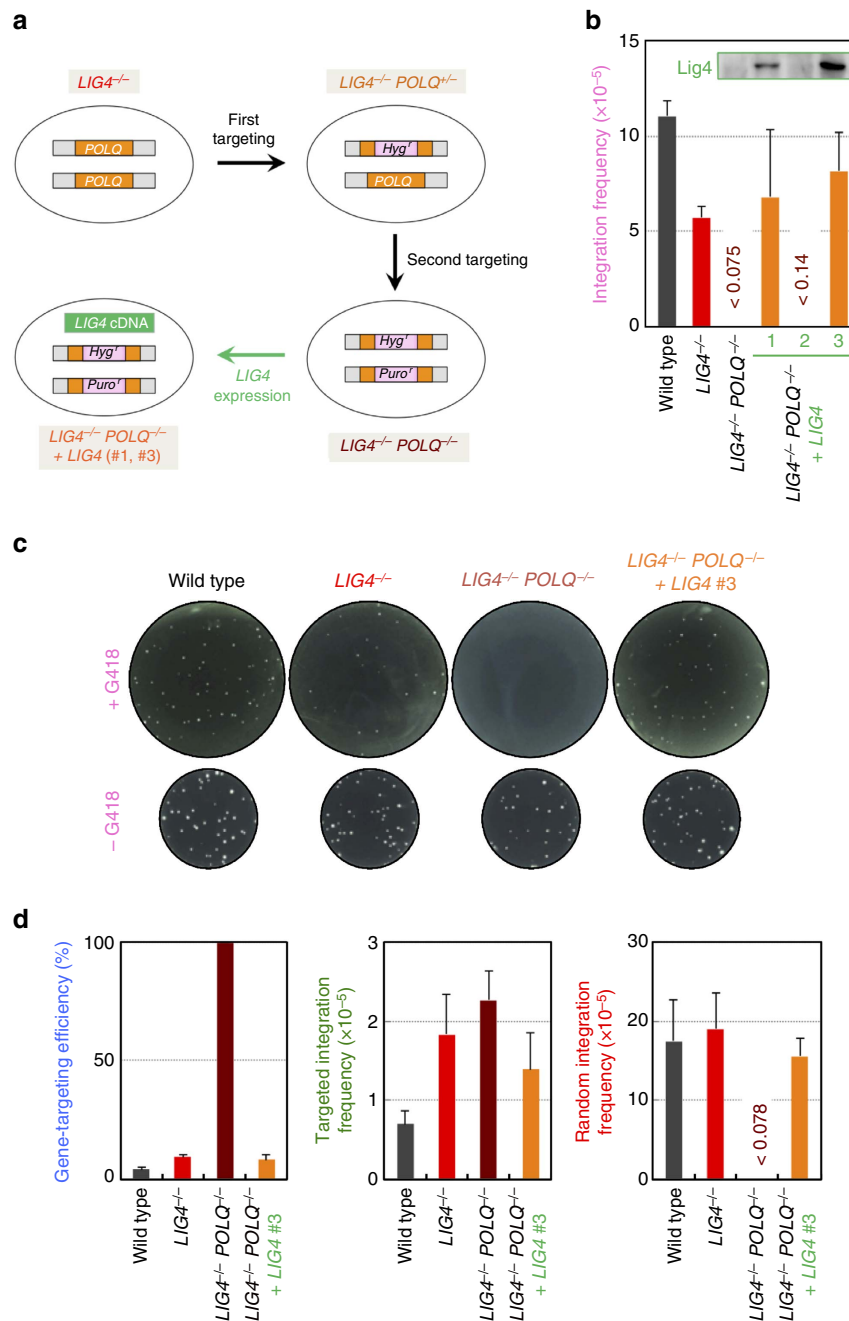 a
LIG4–/–
POLQ
POLQ
First
targeting
LIG4–/– POLQ+/–
Hygr
POLQ
Second targeting
LIG4 cDNA
Hygr
Puror
LIG4
expression
Hygr
Puror
LIG4–/– POLQ–/–
+ LIG4 (#1, #3)
LIG4–/– POLQ–/–
b
Integration frequency (×10–5)
15
10
5
0
Lig4
< 0.075
< 0.14
1
2
3
Wild type
LIG4–/–
LIG4–/– POLQ–/–
LIG4–/– POLQ–/–
+ LIG4
c
Wild type
LIG4–/–
LIG4–/– POLQ–/–
LIG4–/– POLQ–/–
+ LIG4 #3
+ G418
– G418
d
Gene-targeting efficiency (%)
100
50
0
Wild type
LIG4–/–
LIG4–/– POLQ–/–
LIG4–/– POLQ–/–
+ LIG4 #3
Targeted integration
frequency (×10–5)
3
2
1
0
Wild type
LIG4–/–
LIG4–/– POLQ–/–
LIG4–/– POLQ–/–
+ LIG4 #3
Random integration
frequency (×10–5)
30
20
10
0
< 0.078
Wild type
LIG4–/–
LIG4–/– POLQ–/–
LIG4–/– POLQ–/–
+ LIG4 #3